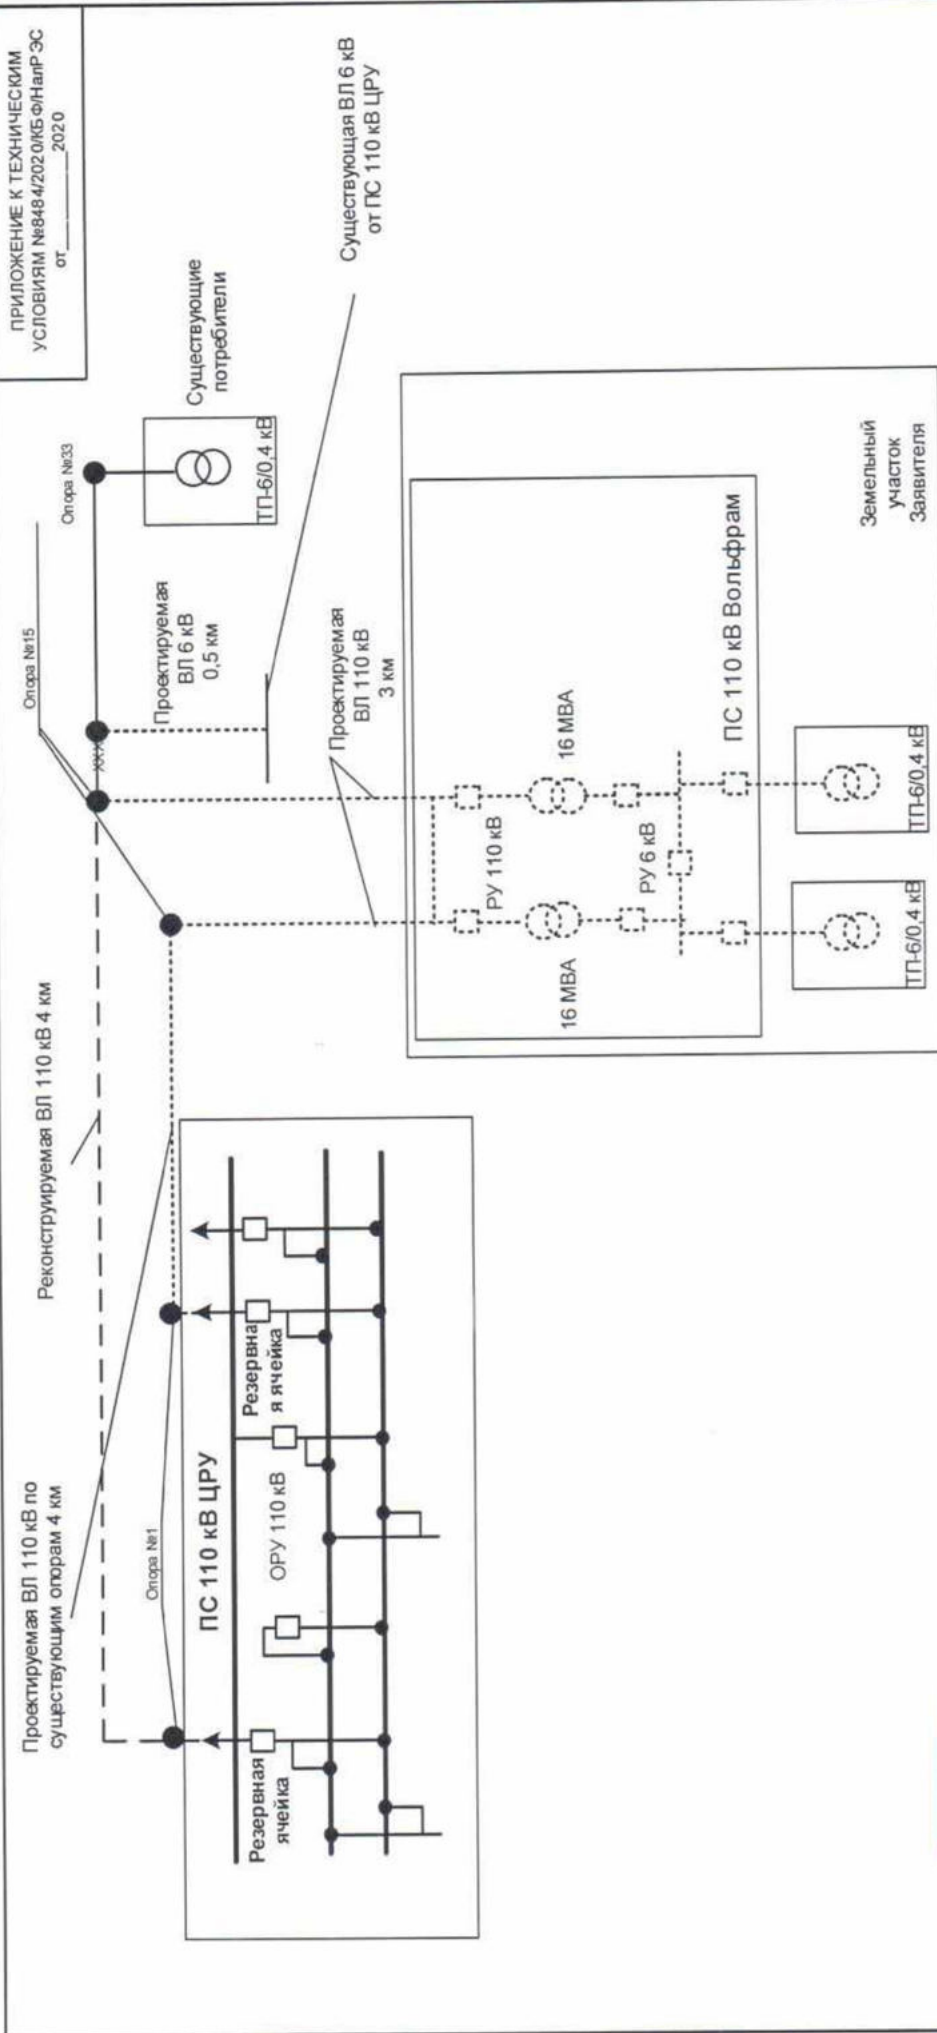 ПРИЛОЖЕНИЕ К ТЕХНИЧЕСКИМ
УСЛОВИЯМ №8484/2020/КБФ/НалРЭС
от_________2020
Проектируемая ВЛ 110 кВ по
существующим опорам 4 км
Реконструируемая ВЛ 110 кВ 4 км
Опора №15
Опора №33
Существующие
потребители
ТП-6/0,4 кВ
Проектируемая
ВЛ 6 кВ
0,5 км
XXX
Существующая ВЛ 6 кВ
от ПС 110 кВ ЦРУ
Опора №1
ПС 110 кВ ЦРУ
Резервная
ячейка
ОРУ 110 кВ
Резервна
я ячейка
Проектируемая
ВЛ 110 кВ
3 км
РУ 110 кВ
16 МВА
16 МВА
РУ 6 кВ
ПС 110 кВ Вольфрам
ТП-6/0,4 кВ
ТП-6/0,4 кВ
Земельный
участок
Заявителя